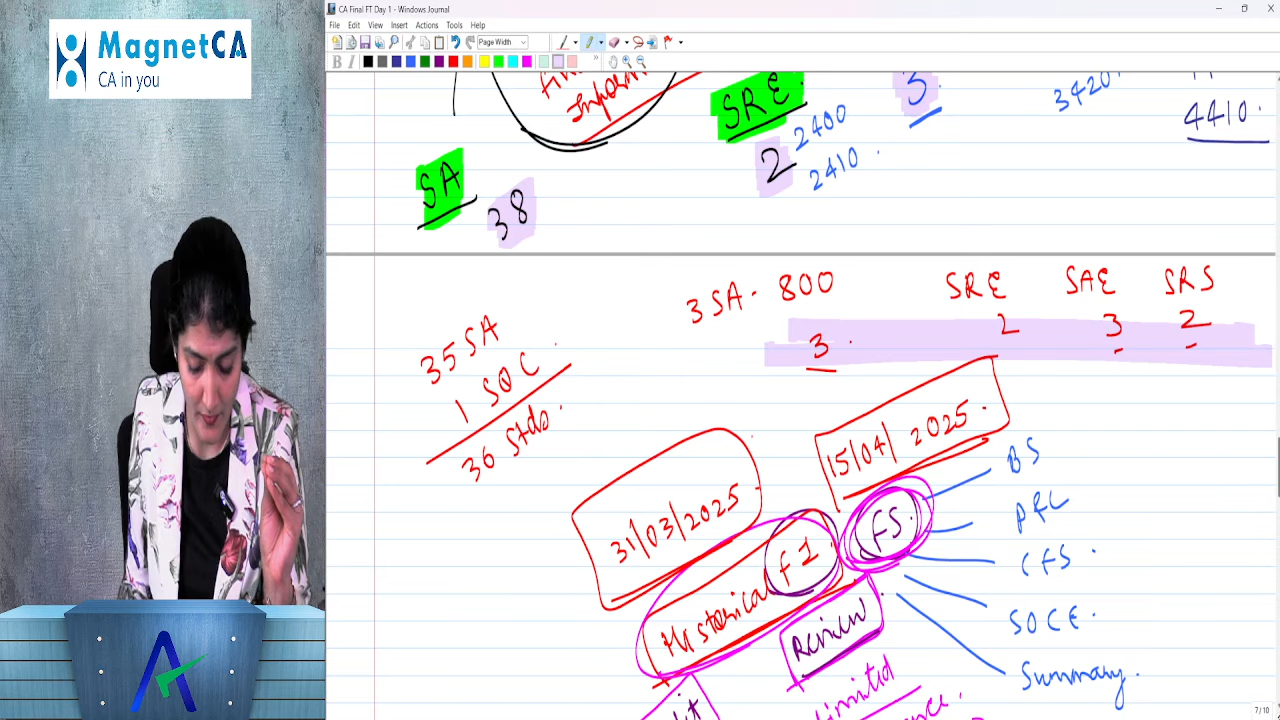 MagnetCA
CA in you
CA Final FT Day 1 - Windows Journal
File Edit View Insert Actions Tools Help
Page Width
B I
Inform
SRE
2
2400
2410
3
3420
4410
SA
38
3 SA - 800
SRE SAE SRS
3. 2 3 2
35 SA
1 SQC
36 Stds.
31/03/2025
15/04/2025
Historical FI
FS
Review
limited
BS
P&L
CFS
SOCE
Summary.
7 / 10